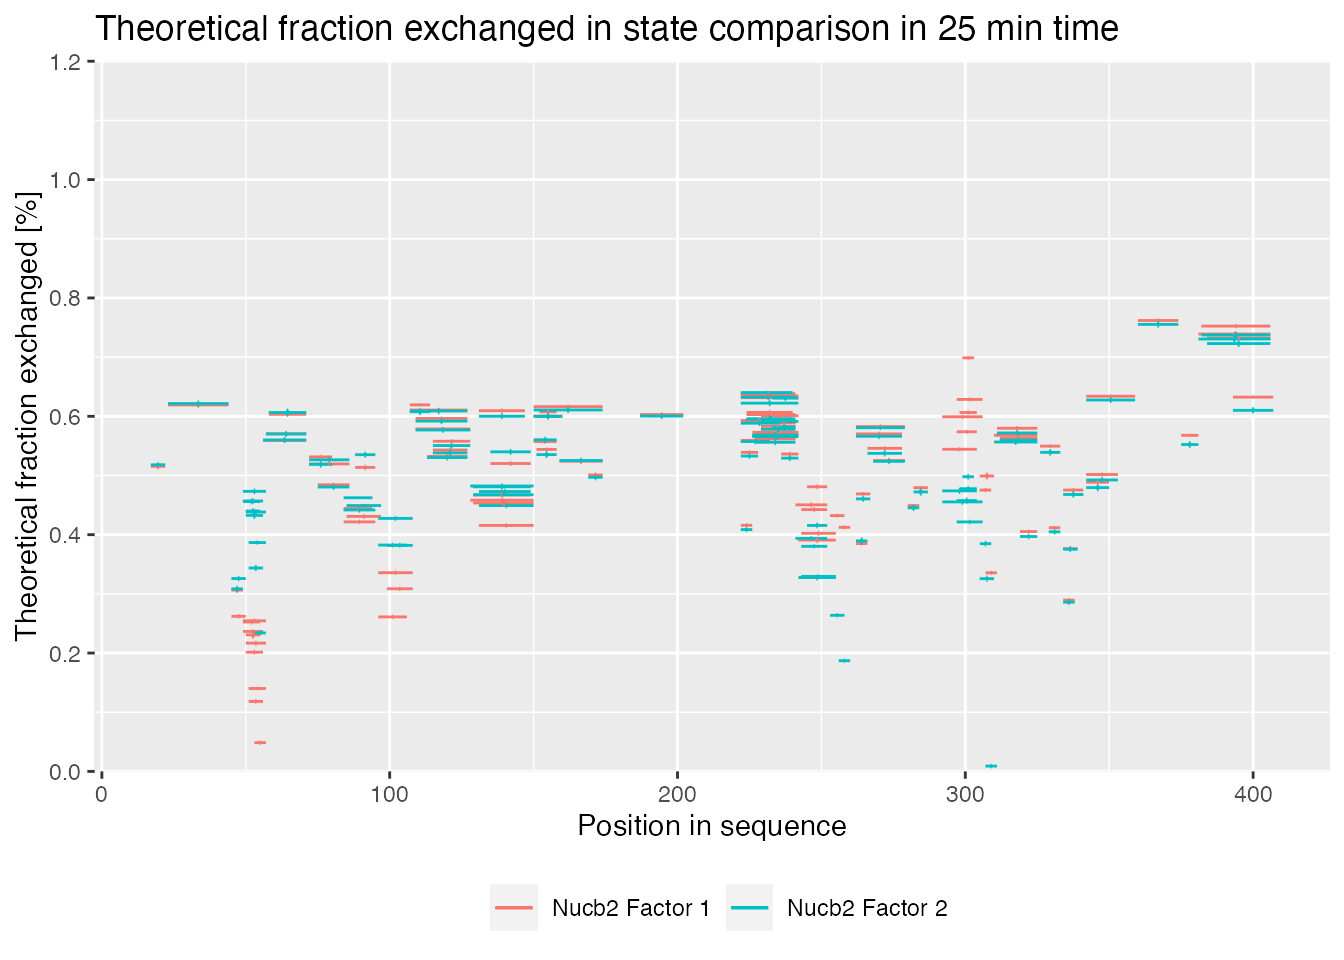 Theoretical fraction exchanged in state comparison in 25 min time
Theoretical fraction exchanged [%]
1.2
1.0
0.8
0.6
0.4
0.2
0.0
0 100 200 300 400
Position in sequence
Nucb2 Factor 1 Nucb2 Factor 2